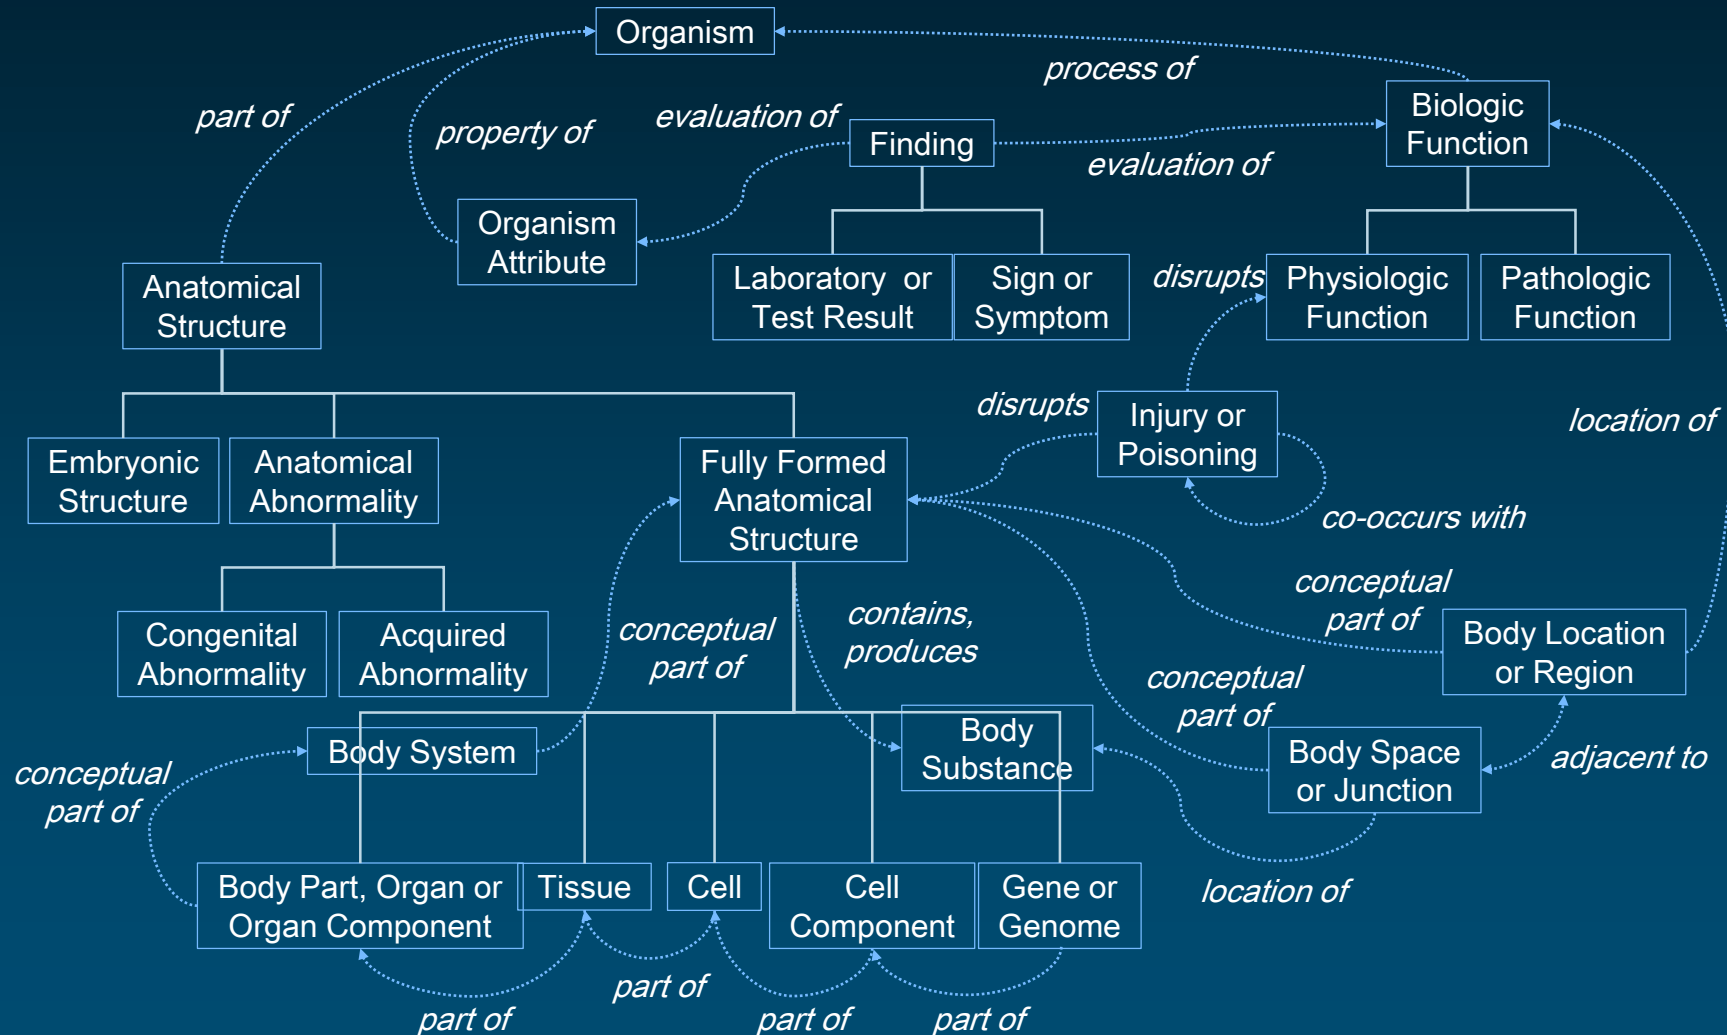 Organism
process of
part of
property of
evaluation of
Finding
evaluation of
Biologic
Function
Organism
Attribute
Laboratory or
Test Result
Sign or
Symptom
disrupts
Physiologic
Function
Pathologic
Function
Anatomical
Structure
disrupts
Injury or
Poisoning
location of
Embryonic
Structure
Anatomical
Abnormality
Fully Formed
Anatomical
Structure
co-occurs with
Congenital
Abnormality
Acquired
Abnormality
conceptual
part of
contains,
produces
conceptual
part of
Body Location
or Region
conceptual
part of
Body System
Body
Substance
Body Space
or Junction
adjacent to
conceptual
part of
Body Part, Organ or
Organ Component
Tissue
Cell
Cell
Component
Gene or
Genome
location of
part of
part of
part of
part of